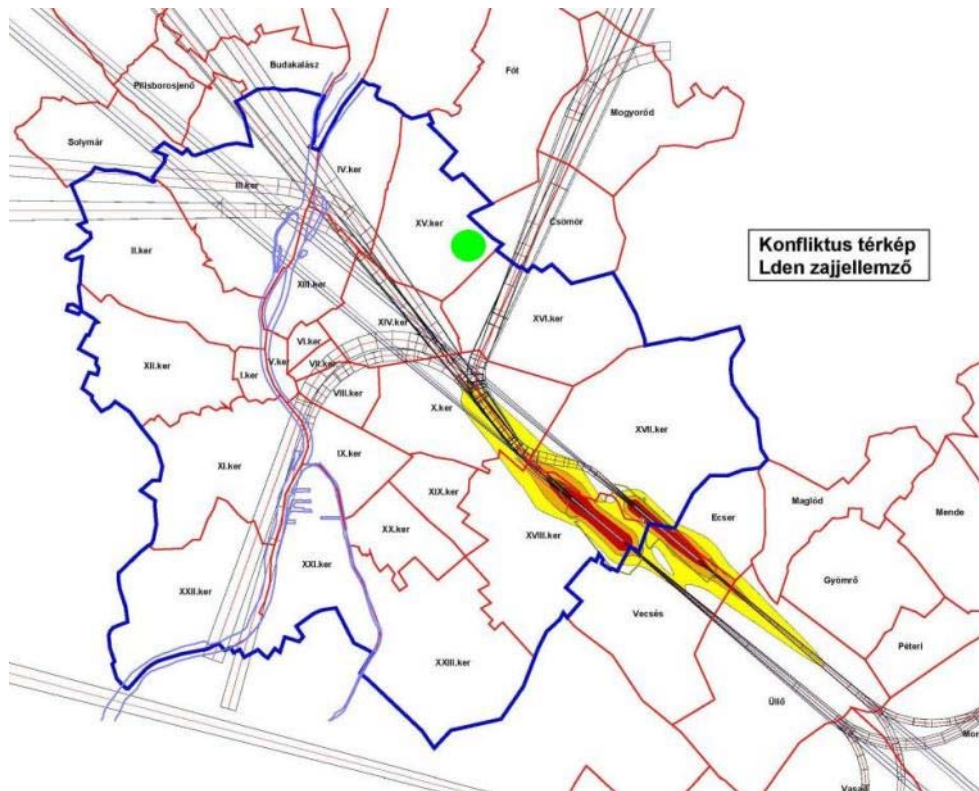 Budakalász
Pilisborosjenő
Solymár
Fót
Mogyoród
IV.ker
III.ker
XV.ker
Csömör
Konfliktus térkép
Lden zajjellemző
II.ker
XIII.ker
XIV.ker
XVI.ker
VI.ker
V.ker
VII.ker
XII.ker
I.ker
VIII.ker
X.ker
XVII.ker
IX.ker
XI.ker
XIX.ker
Maglód
Mende
Ecser
XX.ker
XVIII.ker
XXI.ker
Gyömrő
XXII.ker
Vecsés
Péteri
XXIII.ker
Üllő
Mon
Vasad